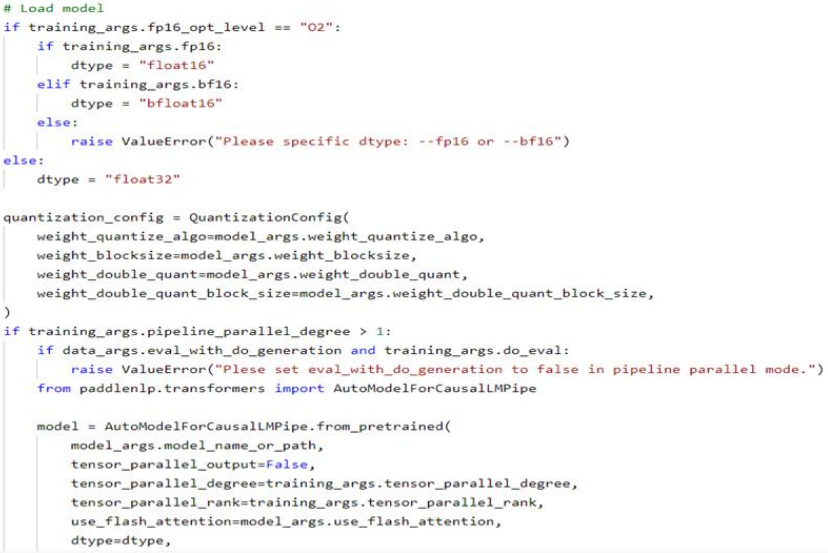 # Load model
if training_args.fp16_opt_level == "O2":
    if training_args.fp16:
        dtype = "float16"
    elif training_args.bf16:
        dtype = "bfloat16"
    else:
        raise ValueError("Please specific dtype: --fp16 or --bf16")
else:
    dtype = "float32"

quantization_config = QuantizationConfig(
    weight_quantize_algo=model_args.weight_quantize_algo,
    weight_blocksize=model_args.weight_blocksize,
    weight_double_quant=model_args.weight_double_quant,
    weight_double_quant_block_size=model_args.weight_double_quant_block_size,
)
if training_args.pipeline_parallel_degree > 1:
    if data_args.eval_with_do_generation and training_args.do_eval:
        raise ValueError("Plese set eval_with_do_generation to false in pipeline parallel mode.")
    from paddlenlp.transformers import AutoModelForCausalLMPipe

    model = AutoModelForCausalLMPipe.from_pretrained(
        model_args.model_name_or_path,
        tensor_parallel_output=False,
        tensor_parallel_degree=training_args.tensor_parallel_degree,
        tensor_parallel_rank=training_args.tensor_parallel_rank,
        use_flash_attention=model_args.use_flash_attention,
        dtype=dtype,